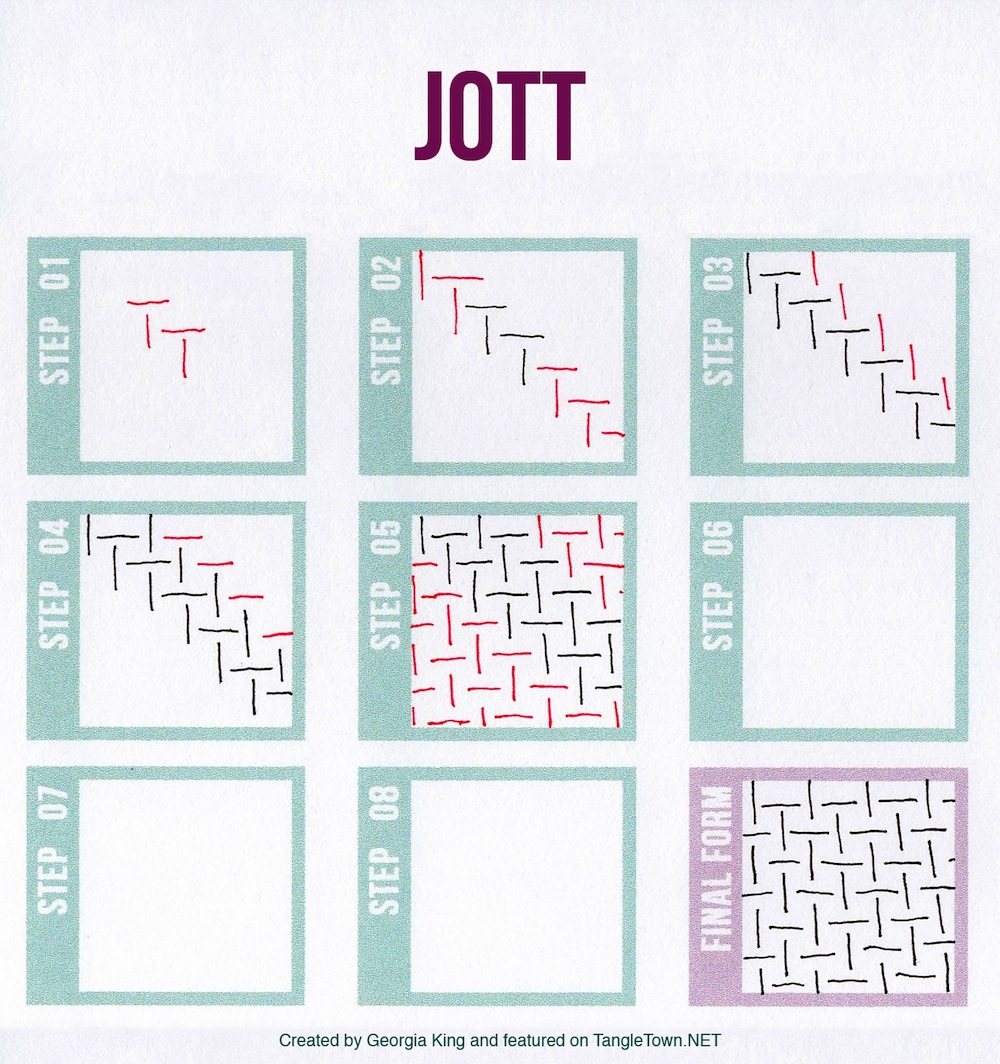 JOTT
STEP 01
STEP 02
STEP 03
STEP 04
STEP 05
STEP 06
STEP 07
STEP 08
FINAL FORM
Created by Georgia King and featured on TangleTown.NET